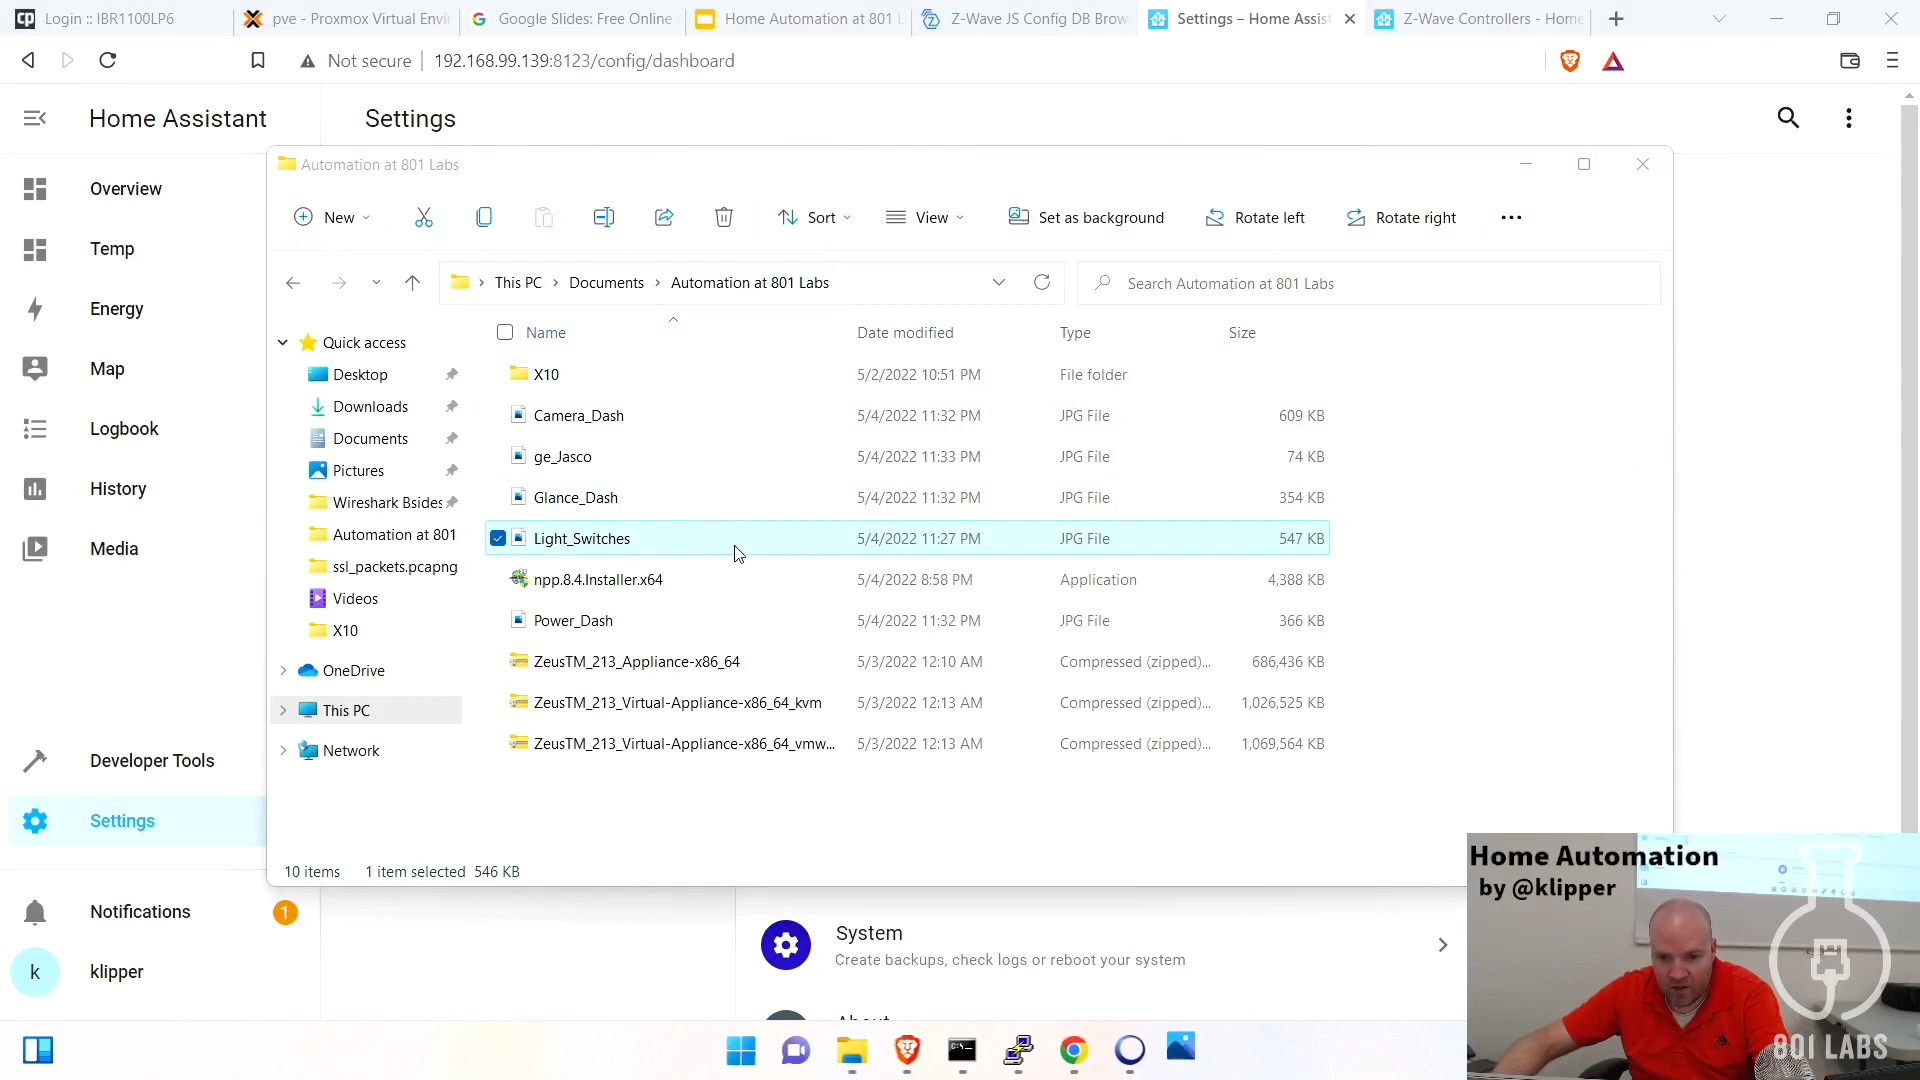 cp Login :: IBR1100LP6
pve - Proxmox Virtual Envir
Google Slides: Free Online
Home Automation at 801 L
Z-Wave JS Config DB Brow
Settings – Home Assist
Z-Wave Controllers - Home
Not secure
192.168.99.139:8123/config/dashboard
Home Assistant
Settings
Overview
Temp
Energy
Map
Logbook
History
Media
Developer Tools
Settings
Notifications
1
k
klipper
Automation at 801 Labs
New
Sort
View
Set as background
Rotate left
Rotate right
This PC
Documents
Automation at 801 Labs
Search Automation at 801 Labs
Quick access
Desktop
Downloads
Documents
Pictures
Wireshark Bsides
Automation at 801
ssl_packets.pcapng
Videos
X10
OneDrive
This PC
Network
Name Date modified Type Size
X10 5/2/2022 10:51 PM File folder
Camera_Dash 5/4/2022 11:32 PM JPG File 609 KB
ge_Jasco 5/4/2022 11:33 PM JPG File 74 KB
Glance_Dash 5/4/2022 11:32 PM JPG File 354 KB
Light_Switches 5/4/2022 11:27 PM JPG File 547 KB
npp.8.4.Installer.x64 5/4/2022 8:58 PM Application 4,388 KB
Power_Dash 5/4/2022 11:32 PM JPG File 366 KB
ZeusTM_213_Appliance-x86_64 5/3/2022 12:10 AM Compressed (zipped)... 686,436 KB
ZeusTM_213_Virtual-Appliance-x86_64_kvm 5/3/2022 12:13 AM Compressed (zipped)... 1,026,525 KB
ZeusTM_213_Virtual-Appliance-x86_64_vmw... 5/3/2022 12:13 AM Compressed (zipped)... 1,069,564 KB
10 items 1 item selected 546 KB
System
Create backups, check logs or reboot your system
About
Home Automation
by @klipper
801 LABS